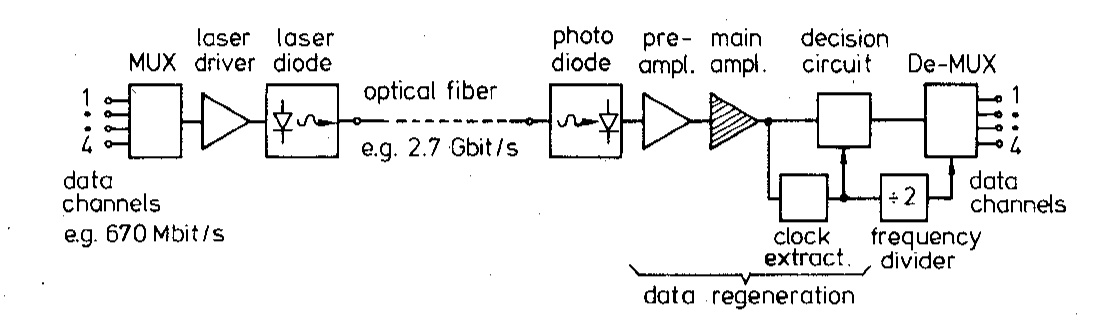 MUX
laser
driver
laser
diode
optical fiber
e.g. 2.7 Gbit/s
photo
diode
pre-
ampl.
main
ampl.
decision
circuit
De-MUX
1
4
data
channels
e.g. 670 Mbit/s
1
4
data
channels
÷2
clock
extract.
frequency
divider
data regeneration